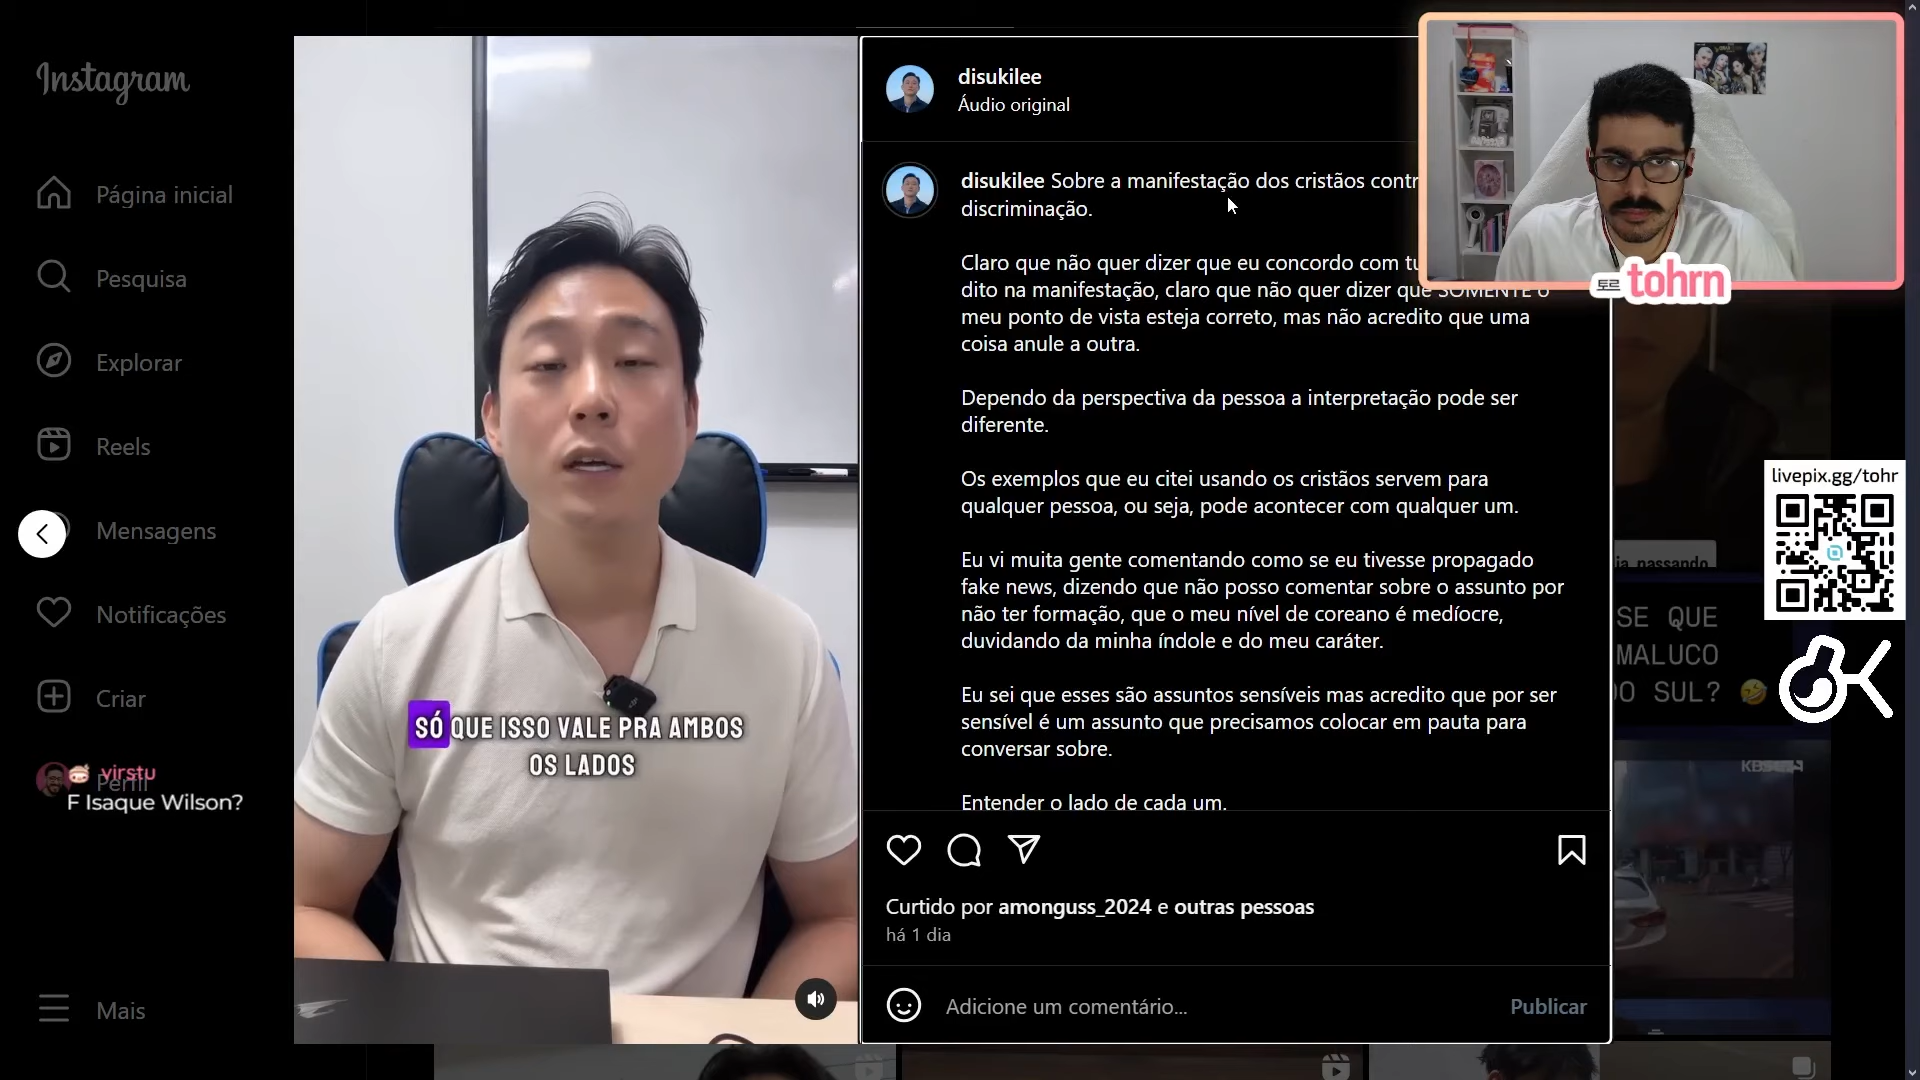 Instagram
Página inicial
Pesquisa
Explorar
Reels
Mensagens
Notificações
Criar
Perfil
virstu
F Isaque Wilson?
Mais
SÓ QUE ISSO VALE PRA AMBOS
OS LADOS
disukilee
Áudio original
disukilee Sobre a manifestação dos cristãos contr
discriminação.
Claro que não quer dizer que eu concordo com tu
dito na manifestação, claro que não quer dizer que SOMENTE o
meu ponto de vista esteja correto, mas não acredito que uma
coisa anule a outra.
Dependo da perspectiva da pessoa a interpretação pode ser
diferente.
Os exemplos que eu citei usando os cristãos servem para
qualquer pessoa, ou seja, pode acontecer com qualquer um.
Eu vi muita gente comentando como se eu tivesse propagado
fake news, dizendo que não posso comentar sobre o assunto por
não ter formação, que o meu nível de coreano é medíocre,
duvidando da minha índole e do meu caráter.
Eu sei que esses são assuntos sensíveis mas acredito que por ser
sensível é um assunto que precisamos colocar em pauta para
conversar sobre.
Entender o lado de cada um.
Curtido por amonguss_2024 e outras pessoas
há 1 dia
Adicione um comentário...
Publicar
토르 tohrn
livepix.gg/tohr
passando
SE QUE
MALUCO
DO SUL?
OK